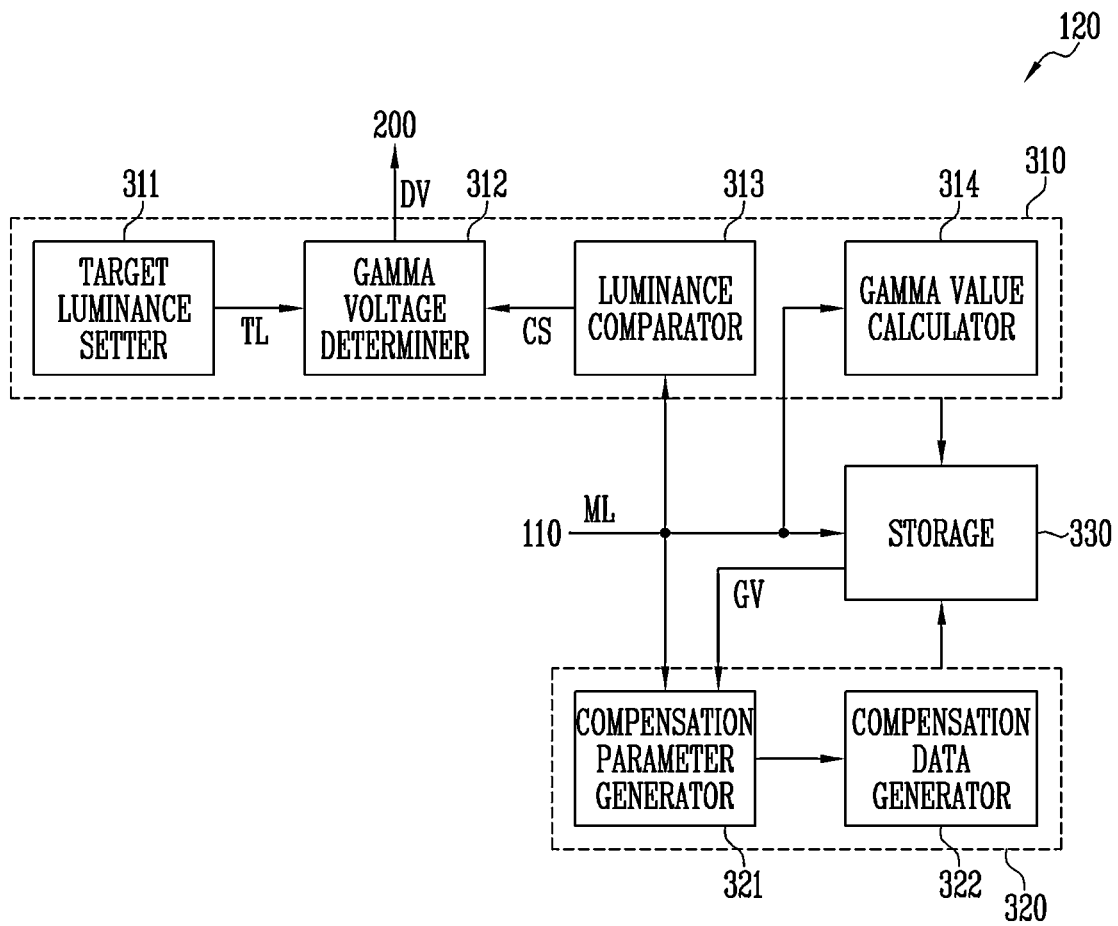 120
200
310
311
DV
312
313
314
TARGET
LUMINANCE
SETTER
TL
GAMMA
VOLTAGE
DETERMINER
CS
LUMINANCE
COMPARATOR
GAMMA VALUE
CALCULATOR
110
ML
STORAGE
330
GV
COMPENSATION
PARAMETER
GENERATOR
COMPENSATION
DATA
GENERATOR
321
322
320